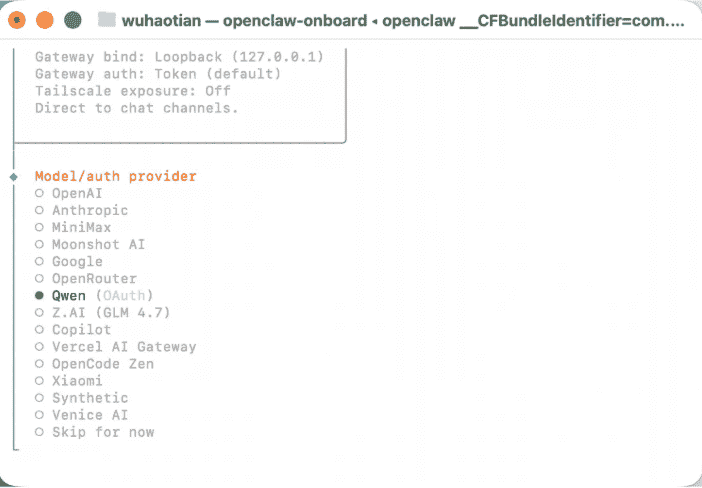 wuhaotian — openclaw-onboard ◂ openclaw __CFBundleIdentifier=com....
Gateway bind: Loopback (127.0.0.1)
Gateway auth: Token (default)
Tailscale exposure: Off
Direct to chat channels.
Model/auth provider
OpenAI
Anthropic
MiniMax
Moonshot AI
Google
OpenRouter
Qwen (OAuth)
Z.AI (GLM 4.7)
Copilot
Vercel AI Gateway
OpenCode Zen
Xiaomi
Synthetic
Venice AI
Skip for now